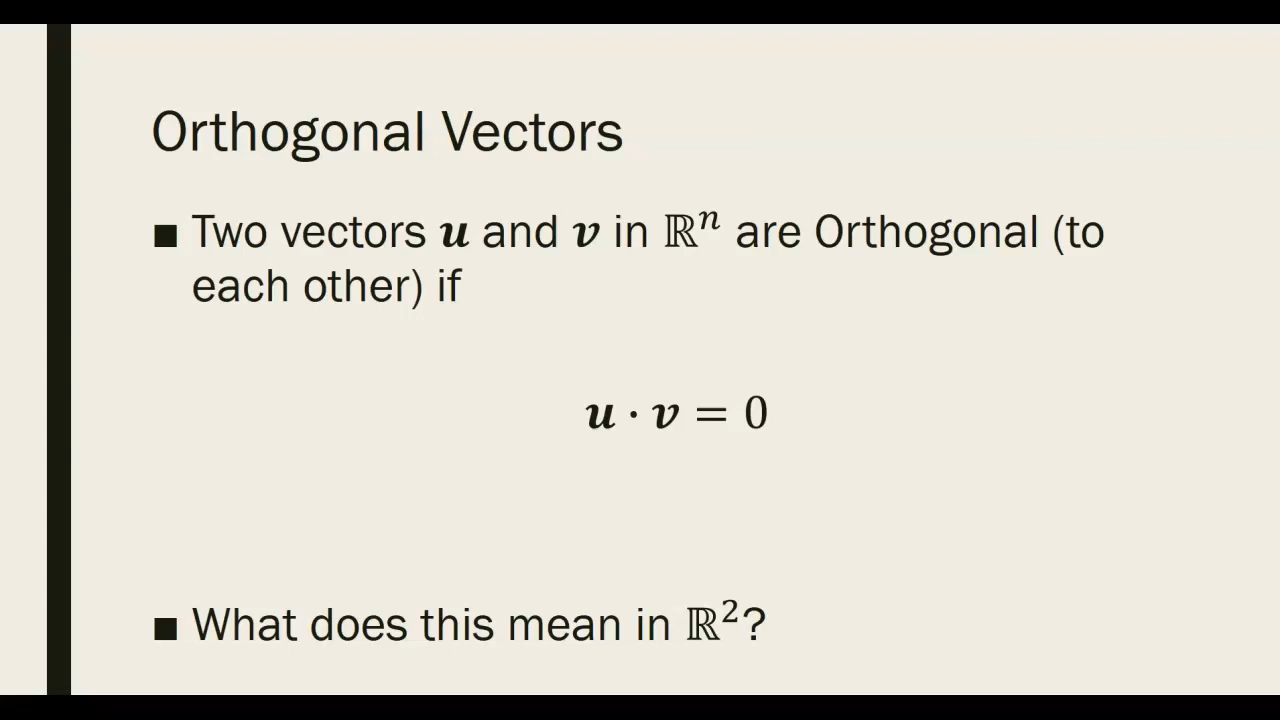 Orthogonal Vectors
■ Two vectors 𝒖 and 𝒗 in ℝⁿ are Orthogonal (to
each other) if
𝒖 · 𝒗 = 0
■ What does this mean in ℝ²?